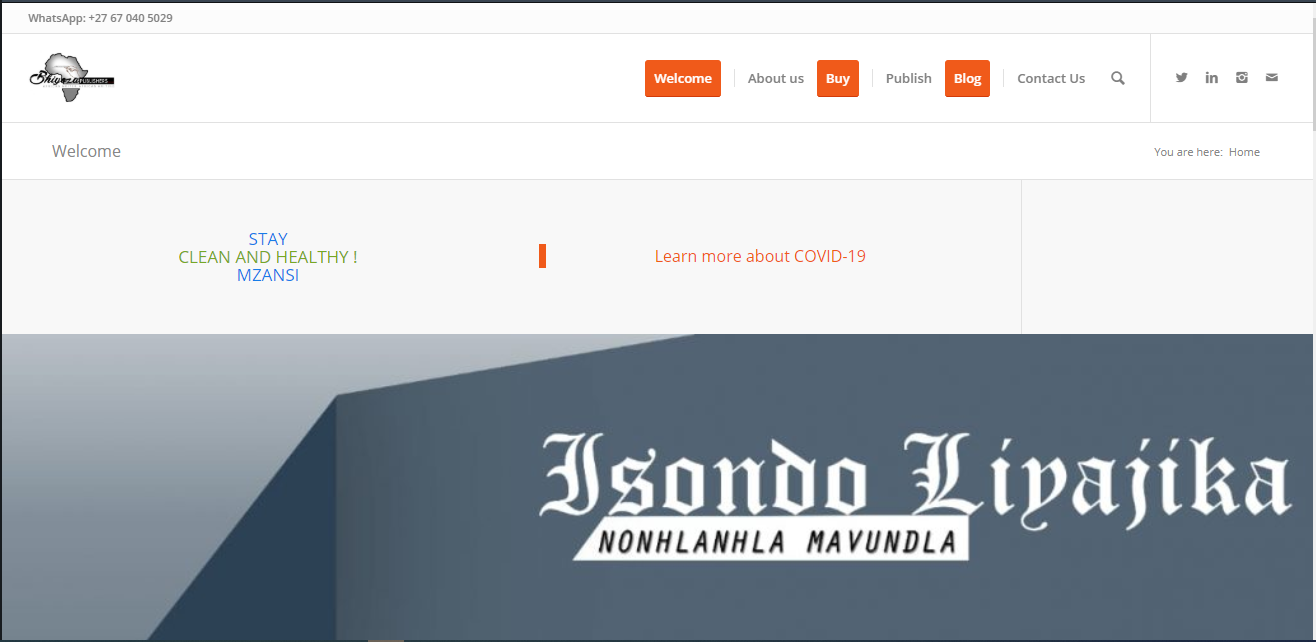 WhatsApp: +27 67 040 5029
Bhiyoza PUBLISHERS
Welcome
About us
Buy
Publish
Blog
Contact Us
Welcome
You are here: Home
STAY
CLEAN AND HEALTHY !
MZANSI
Learn more about COVID-19
Isondo Liyajika
NONHLANHLA MAVUNDLA